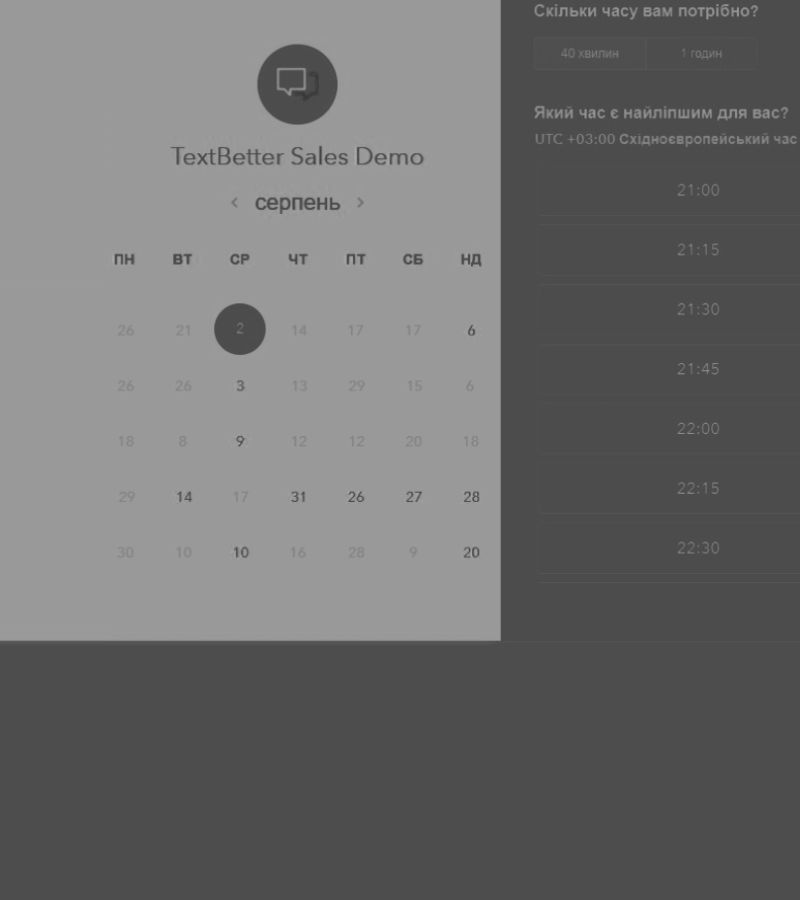 TextBetter Sales Demo
‹ серпень ›
ПН ВТ СР ЧТ ПТ СБ НД
26 21 2 14 17 17 6
26 26 3 13 29 15 6
18 8 9 12 12 20 18
29 14 17 31 26 27 28
30 10 10 16 28 9 20
Скільки часу вам потрібно?
40 хвилин 1 годин
Який час є найліпшим для вас?
UTC +03:00 Східноєвропейський час
21:00
21:15
21:30
21:45
22:00
22:15
22:30